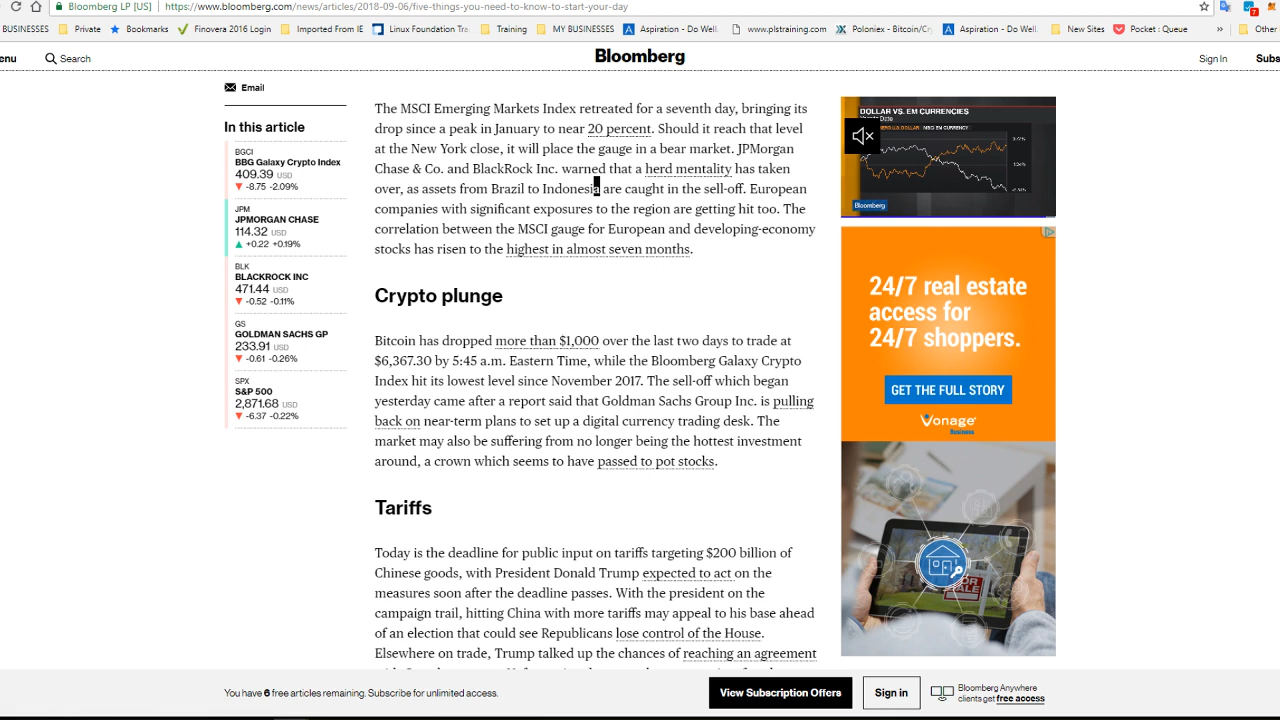 Bloomberg LP [US] https://www.bloomberg.com/news/articles/2018-09-06/five-things-you-need-to-know-to-start-your-day
BUSINESSES Private Bookmarks Finovera 2016 Login Imported From IE Linux Foundation Tra Training MY BUSINESSES Aspiration - Do Well. www.plstraining.com Poloniex - Bitcoin/Cr Aspiration - Do Well. New Sites Pocket : Queue » Other
enu Search Bloomberg Sign In Subs
Email
In this article
BGCI
BBG Galaxy Crypto Index
409.39 USD
▼ -8.75 -2.09%
JPM
JPMORGAN CHASE
114.32 USD
▲ +0.22 +0.19%
BLK
BLACKROCK INC
471.44 USD
▼ -0.52 -0.11%
GS
GOLDMAN SACHS GP
233.91 USD
▼ -0.61 -0.26%
SPX
S&P 500
2,871.68 USD
▼ -6.37 -0.22%
The MSCI Emerging Markets Index retreated for a seventh day, bringing its
drop since a peak in January to near 20 percent. Should it reach that level
at the New York close, it will place the gauge in a bear market. JPMorgan
Chase & Co. and BlackRock Inc. warned that a herd mentality has taken
over, as assets from Brazil to Indonesia are caught in the sell-off. European
companies with significant exposures to the region are getting hit too. The
correlation between the MSCI gauge for European and developing-economy
stocks has risen to the highest in almost seven months.
Crypto plunge
Bitcoin has dropped more than $1,000 over the last two days to trade at
$6,367.30 by 5:45 a.m. Eastern Time, while the Bloomberg Galaxy Crypto
Index hit its lowest level since November 2017. The sell-off which began
yesterday came after a report said that Goldman Sachs Group Inc. is pulling
back on near-term plans to set up a digital currency trading desk. The
market may also be suffering from no longer being the hottest investment
around, a crown which seems to have passed to pot stocks.
Tariffs
Today is the deadline for public input on tariffs targeting $200 billion of
Chinese goods, with President Donald Trump expected to act on the
measures soon after the deadline passes. With the president on the
campaign trail, hitting China with more tariffs may appeal to his base ahead
of an election that could see Republicans lose control of the House.
Elsewhere on trade, Trump talked up the chances of reaching an agreement
DOLLAR VS. EM CURRENCIES
Date
Bloomberg
24/7 real estate
access for
24/7 shoppers.
GET THE FULL STORY
Vonage
Business
FOR
SALE
You have 6 free articles remaining. Subscribe for unlimited access.
View Subscription Offers
Sign in
Bloomberg Anywhere
clients get free access